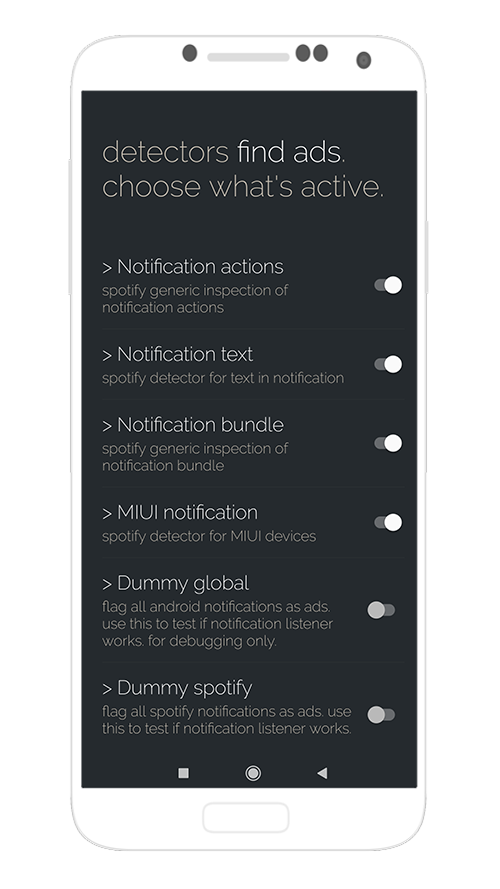 detectors find ads.
choose what's active.
> Notification actions
spotify generic inspection of
notification actions
> Notification text
spotify detector for text in notification
> Notification bundle
spotify generic inspection of
notification bundle
> MIUI notification
spotify detector for MIUI devices
> Dummy global
flag all android notifications as ads.
use this to test if notification listener
works. for debugging only.
> Dummy spotify
flag all spotify notifications as ads. use
this to test if notification listener works.